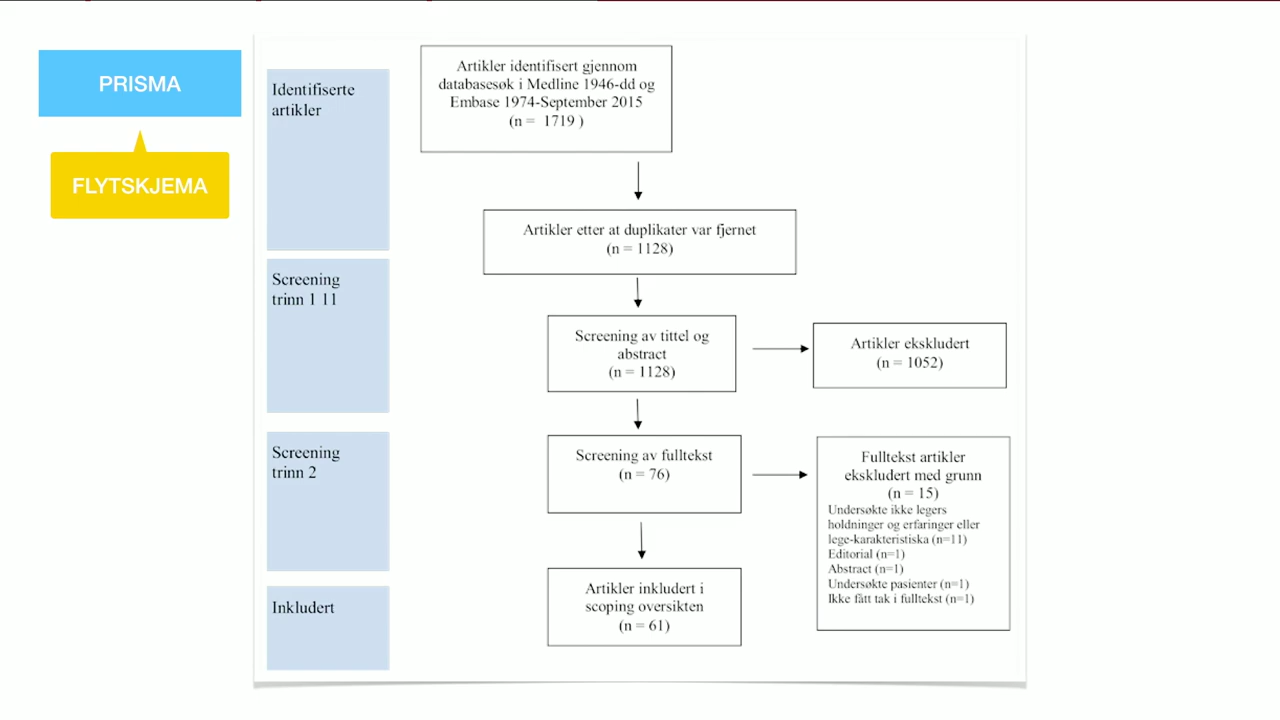 PRISMA
FLYTSKJEMA
Identifiserte
artikler
Artikler identifisert gjennom
databasesøk i Medline 1946-dd og
Embase 1974-September 2015
(n = 1719 )
Artikler etter at duplikater var fjernet
(n = 1128)
Screening
trinn 1 11
Screening av tittel og
abstract
(n = 1128)
Artikler ekskludert
(n = 1052)
Screening
trinn 2
Screening av fulltekst
(n = 76)
Fulltekst artikler
ekskludert med grunn
(n = 15)
Undersøkte ikke legers
holdninger og erfaringer eller
lege-karakteristiska (n=11)
Editorial (n=1)
Abstract (n=1)
Undersøkte pasienter (n=1)
Ikke fått tak i fulltekst (n=1)
Inkludert
Artikler inkludert i
scoping oversikten
(n = 61)